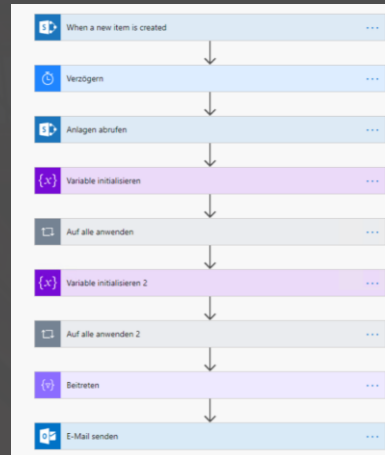 When a new item is created
Verzögern
Anlagen abrufen
{x} Variable initialisieren
Auf alle anwenden
{x} Variable initialisieren 2
Auf alle anwenden 2
Beitreten
E-Mail senden